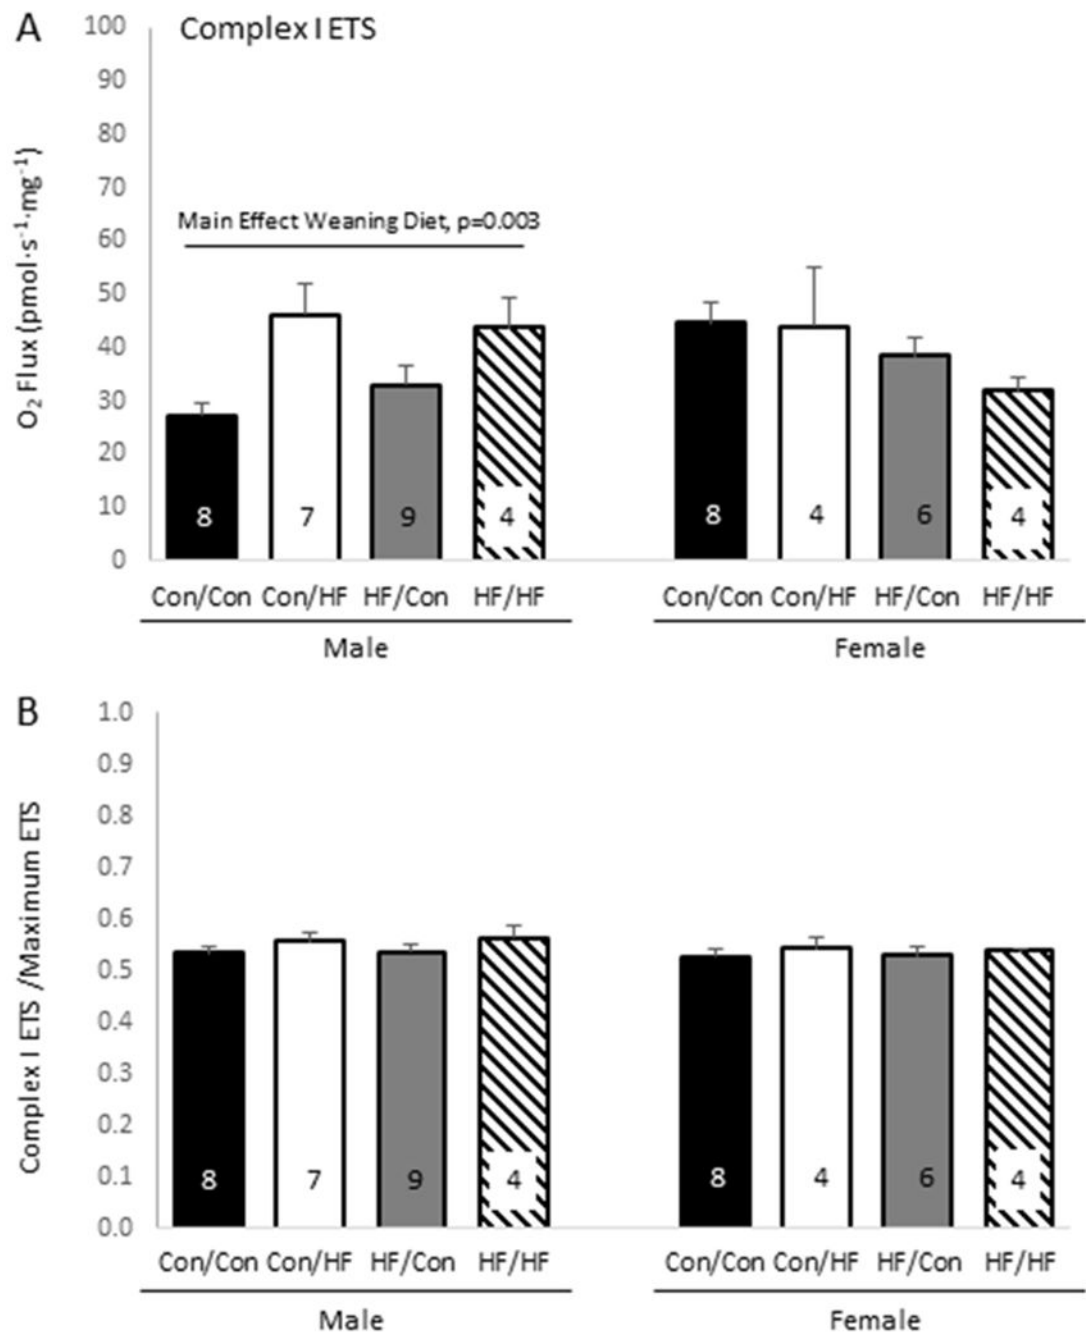 A
Complex I ETS
100
90
80
70
60
50
40
30
20
10
0
O2 Flux (pmol·s-1·mg-1)
Main Effect Weaning Diet, p=0.003
8 7 9 4 8 4 6 4
Con/Con Con/HF HF/Con HF/HF Con/Con Con/HF HF/Con HF/HF
Male Female
B
1.0
0.9
0.8
0.7
0.6
0.5
0.4
0.3
0.2
0.1
0.0
Complex I ETS /Maximum ETS
8 7 9 4 8 4 6 4
Con/Con Con/HF HF/Con HF/HF Con/Con Con/HF HF/Con HF/HF
Male Female